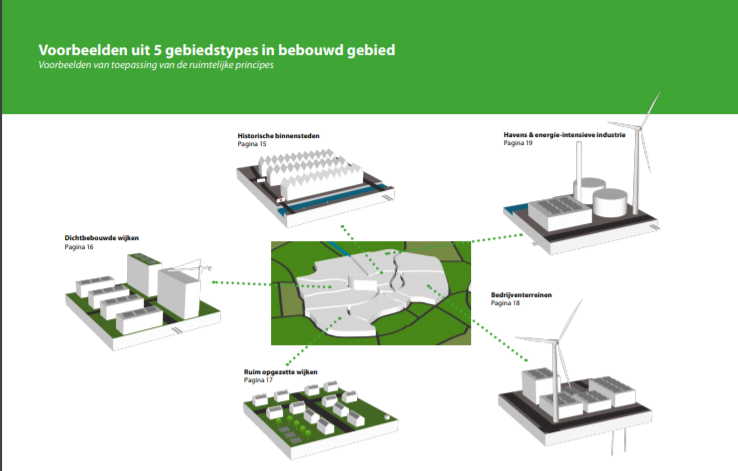 Voorbeelden uit 5 gebiedstypes in bebouwd gebied
Voorbeelden van toepassing van de ruimtelijke principes
Historische binnensteden
Pagina 15
Havens & energie-intensieve industrie
Pagina 19
Dichtbebouwde wijken
Pagina 16
Bedrijventerreinen
Pagina 18
Ruim opgezette wijken
Pagina 17